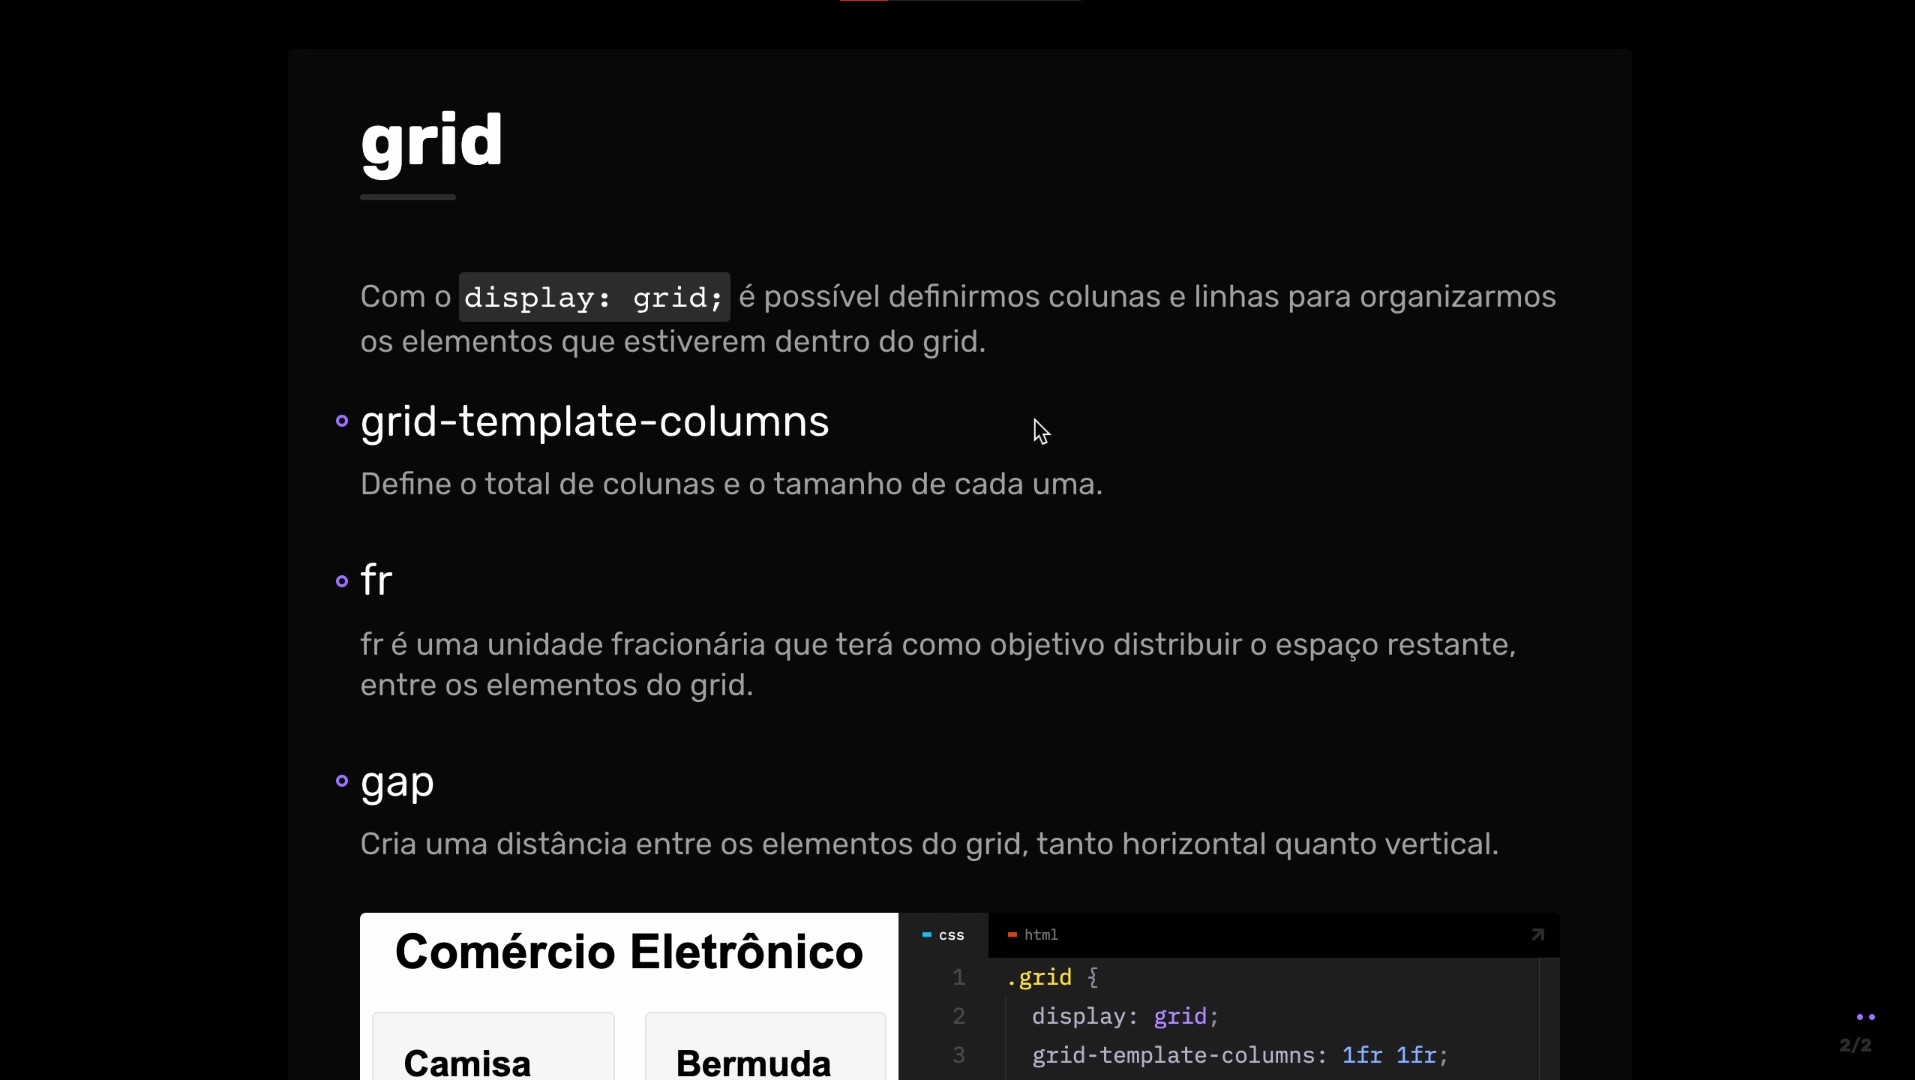 grid
Com o display: grid; é possível definirmos colunas e linhas para organizarmos
os elementos que estiverem dentro do grid.
grid-template-columns
Define o total de colunas e o tamanho de cada uma.
fr
fr é uma unidade fracionária que terá como objetivo distribuir o espaço restante,
entre os elementos do grid.
gap
Cria uma distância entre os elementos do grid, tanto horizontal quanto vertical.
Comércio Eletrônico
Camisa
Bermuda
css
html
1 .grid {
2 display: grid;
3 grid-template-columns: 1fr 1fr;
2/2